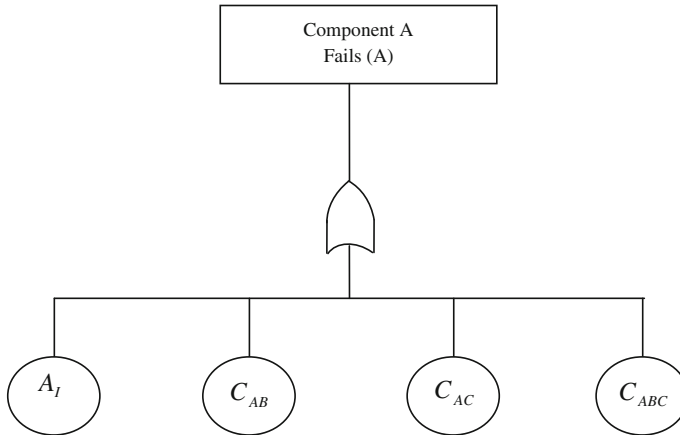 Component A
Fails (A)
A_I
C_AB
C_AC
C_ABC